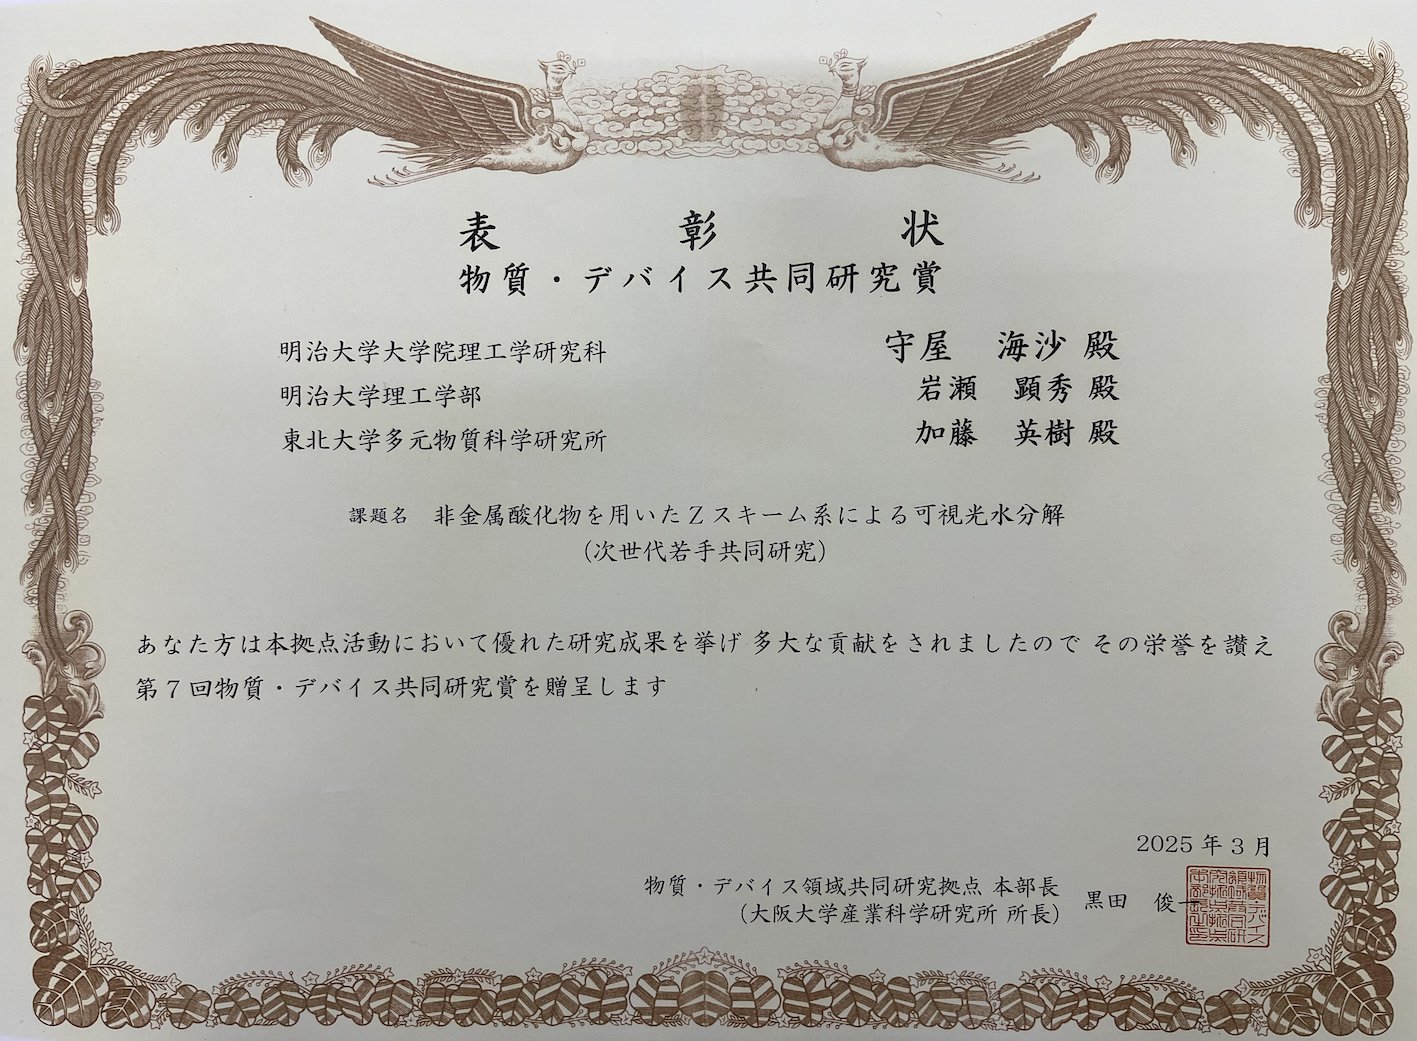 表彰状
物質・デバイス共同研究賞
明治大学大学院理工学研究科 守屋 海沙 殿
明治大学理工学部 岩瀬 顕秀 殿
東北大学多元物質科学研究所 加藤 英樹 殿
課題名 非金属酸化物を用いたZスキーム系による可視光水分解
(次世代若手共同研究)
あなた方は本拠点活動において優れた研究成果を挙げ 多大な貢献をされましたので その栄誉を讃え
第7回物質・デバイス共同研究賞を贈呈します
2025年3月
物質・デバイス領域共同研究拠点 本部長
(大阪大学産業科学研究所 所長)
黒田 俊一